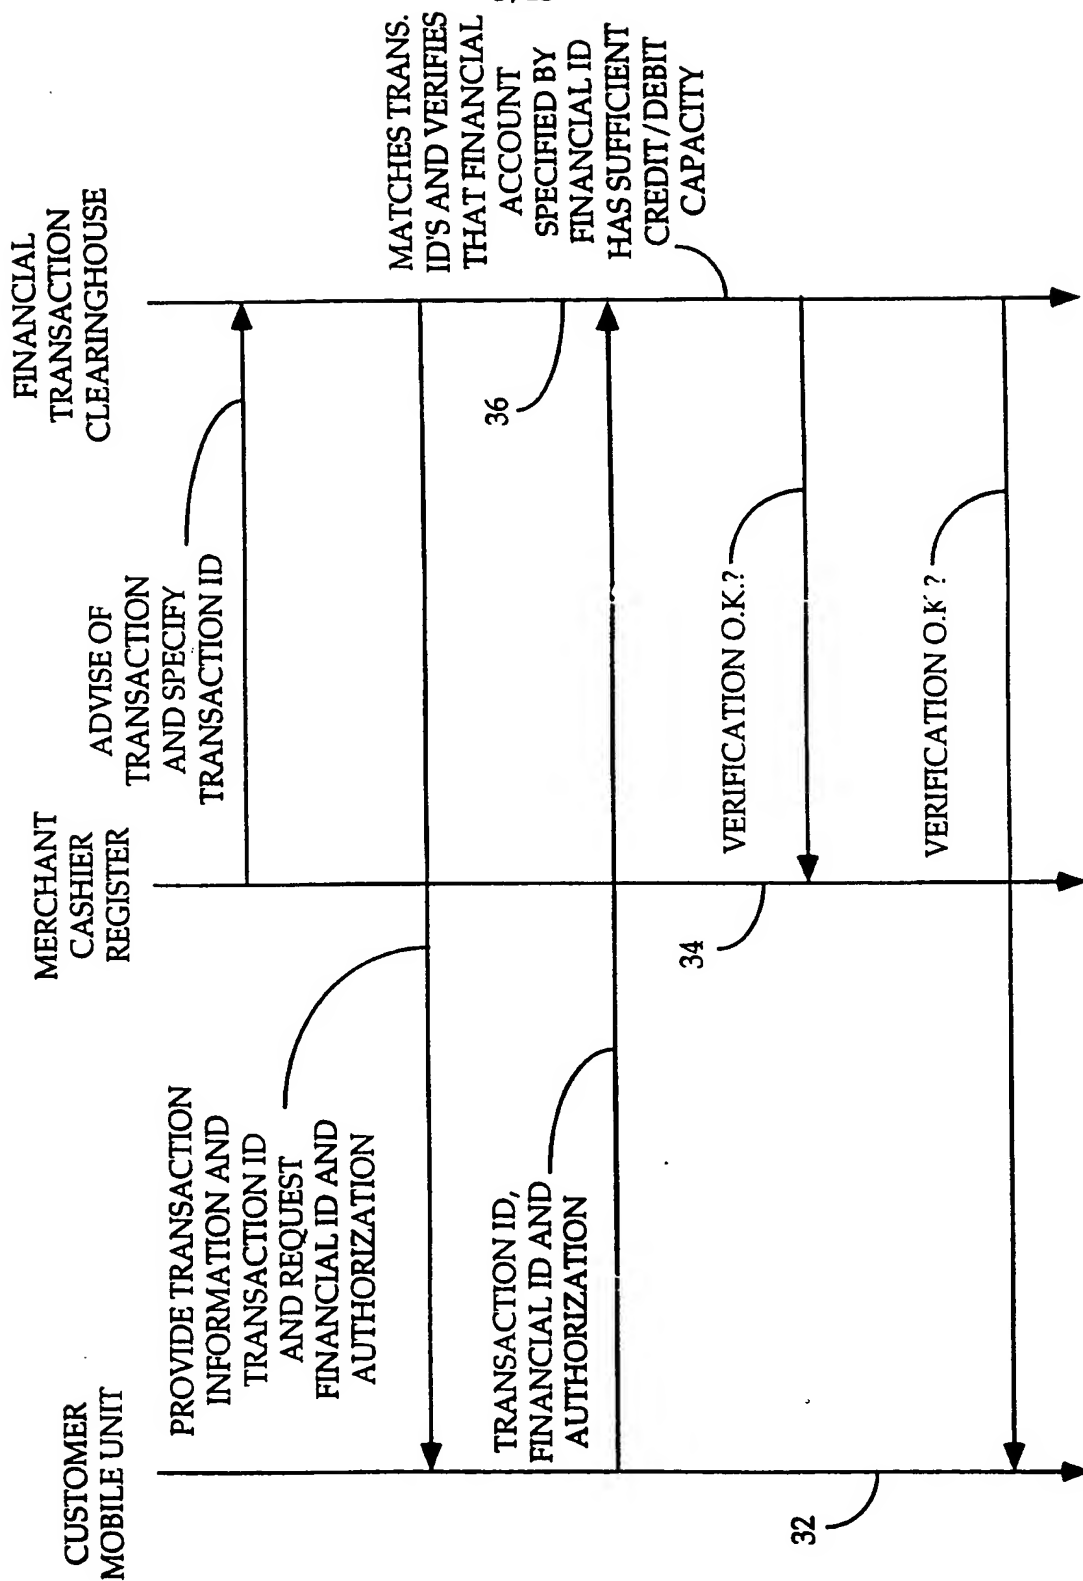 CUSTOMER
MOBILE UNIT
MERCHANT
CASHIER
REGISTER
FINANCIAL
TRANSACTION
CLEARINGHOUSE
ADVISE OF
TRANSACTION
AND SPECIFY
TRANSACTION ID
PROVIDE TRANSACTION
INFORMATION AND
TRANSACTION ID
AND REQUEST
FINANCIAL ID AND
AUTHORIZATION
36
TRANSACTION ID,
FINANCIAL ID AND
AUTHORIZATION
MATCHES TRANS.
ID'S AND VERIFIES
THAT FINANCIAL
ACCOUNT
SPECIFIED BY
FINANCIAL ID
HAS SUFFICIENT
CREDIT/DEBIT
CAPACITY
34
VERIFICATION O.K.?
32
VERIFICATION O.K ?